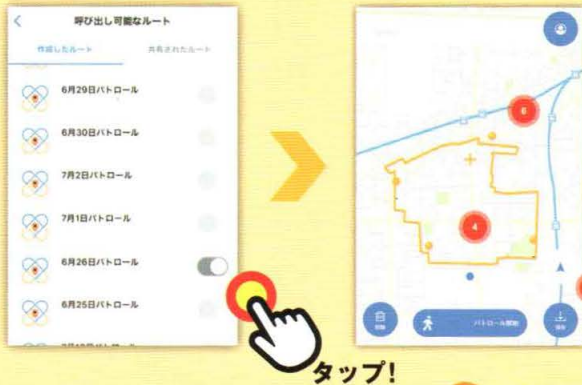 呼び出し可能なルート
作成したルート
共有されたルート
6月29日パトロール
6月30日パトロール
7月2日パトロール
7月1日パトロール
6月26日パトロール
6月25日パトロール
6
4
パトロール開始
タップ!